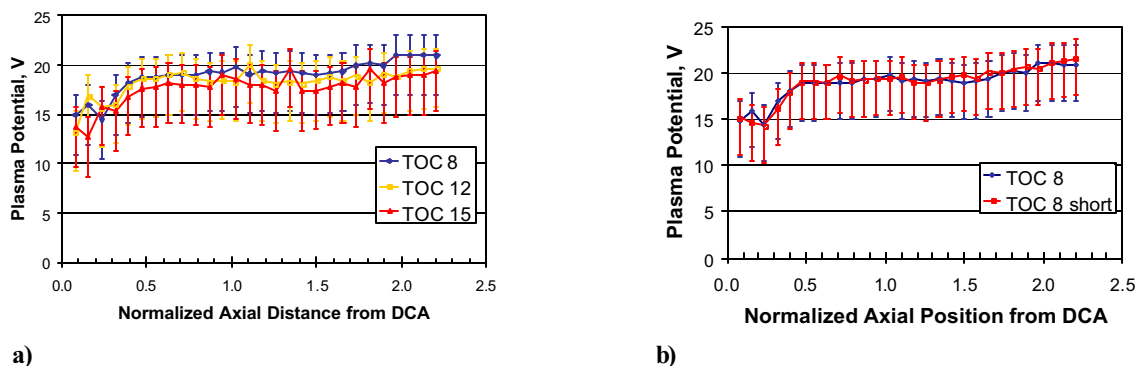 25
20
15
10
5
0
Plasma Potential, V
TOC 8
TOC 12
TOC 15
0.0 0.5 1.0 1.5 2.0 2.5
Normalized Axial Distance from DCA
a)
25
20
15
10
5
0
Plasma Potential, V
TOC 8
TOC 8 short
0.0 0.5 1.0 1.5 2.0 2.5
Normalized Axial Position from DCA
b)